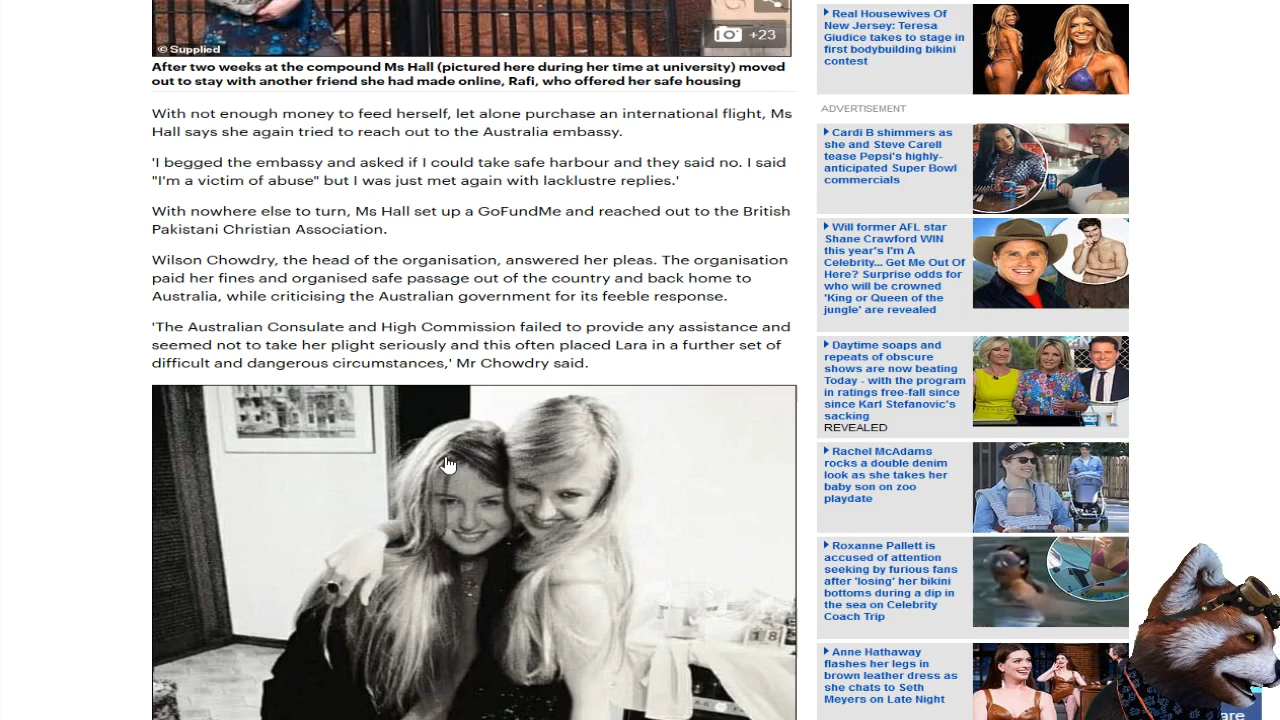 +23
© Supplied
After two weeks at the compound Ms Hall (pictured here during her time at university) moved
out to stay with another friend she had made online, Rafi, who offered her safe housing
With not enough money to feed herself, let alone purchase an international flight, Ms
Hall says she again tried to reach out to the Australia embassy.
'I begged the embassy and asked if I could take safe harbour and they said no. I said
"I'm a victim of abuse" but I was just met again with lacklustre replies.'
With nowhere else to turn, Ms Hall set up a GoFundMe and reached out to the British
Pakistani Christian Association.
Wilson Chowdry, the head of the organisation, answered her pleas. The organisation
paid her fines and organised safe passage out of the country and back home to
Australia, while criticising the Australian government for its feeble response.
'The Australian Consulate and High Commission failed to provide any assistance and
seemed not to take her plight seriously and this often placed Lara in a further set of
difficult and dangerous circumstances,' Mr Chowdry said.
18
Real Housewives Of
New Jersey: Teresa
Giudice takes to stage in
first bodybuilding bikini
contest
ADVERTISEMENT
Cardi B shimmers as
she and Steve Carell
tease Pepsi's highly-
anticipated Super Bowl
commercials
Will former AFL star
Shane Crawford WIN
this year's I'm A
Celebrity... Get Me Out Of
Here? Surprise odds for
who will be crowned
'King or Queen of the
jungle' are revealed
Daytime soaps and
repeats of obscure
shows are now beating
Today - with the program
in ratings free-fall since
since Karl Stefanovic's
sacking
REVEALED
Rachel McAdams
rocks a double denim
look as she takes her
baby son on zoo
playdate
Roxanne Pallett is
accused of attention
seeking by furious fans
after 'losing' her bikini
bottoms during a dip in
the sea on Celebrity
Coach Trip
Anne Hathaway
flashes her legs in
brown leather dress as
she chats to Seth
Meyers on Late Night
are